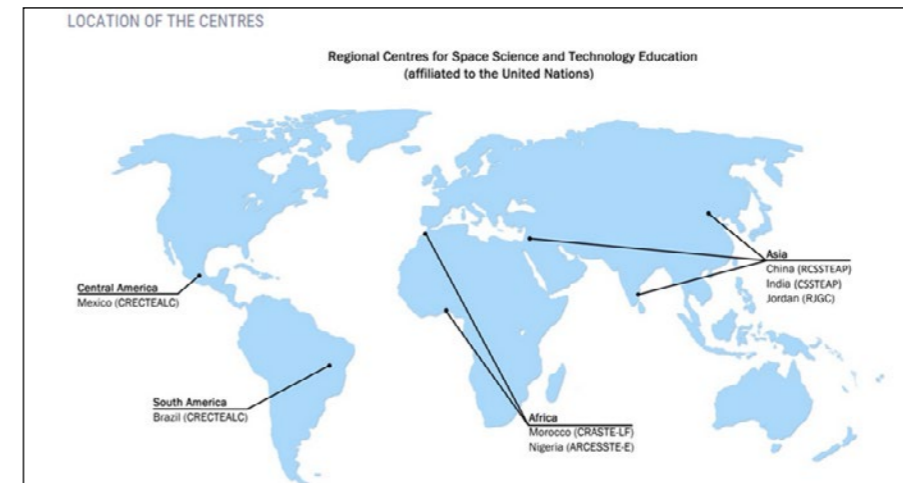 LOCATION OF THE CENTRES
Regional Centres for Space Science and Technology Education
(affiliated to the United Nations)
Central America
Mexico (CRECTEALC)
South America
Brazil (CRECTEALC)
Africa
Morocco (CRASTE-LF)
Nigeria (ARCESSTE-E)
Asia
China (RCSSTEAP)
India (CSSTEAP)
Jordan (RJGC)